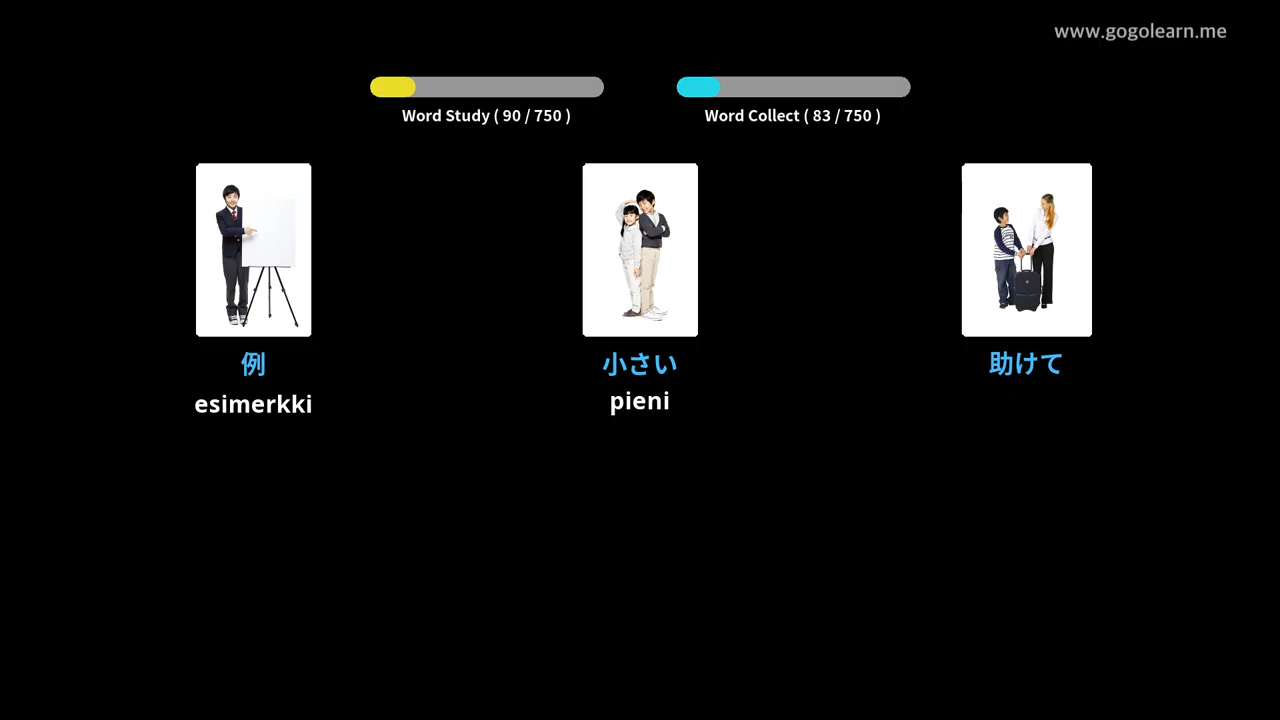 www.gogolearn.me
Word Study ( 90 / 750 )
Word Collect ( 83 / 750 )
例
小さい
助けて
esimerkki
pieni